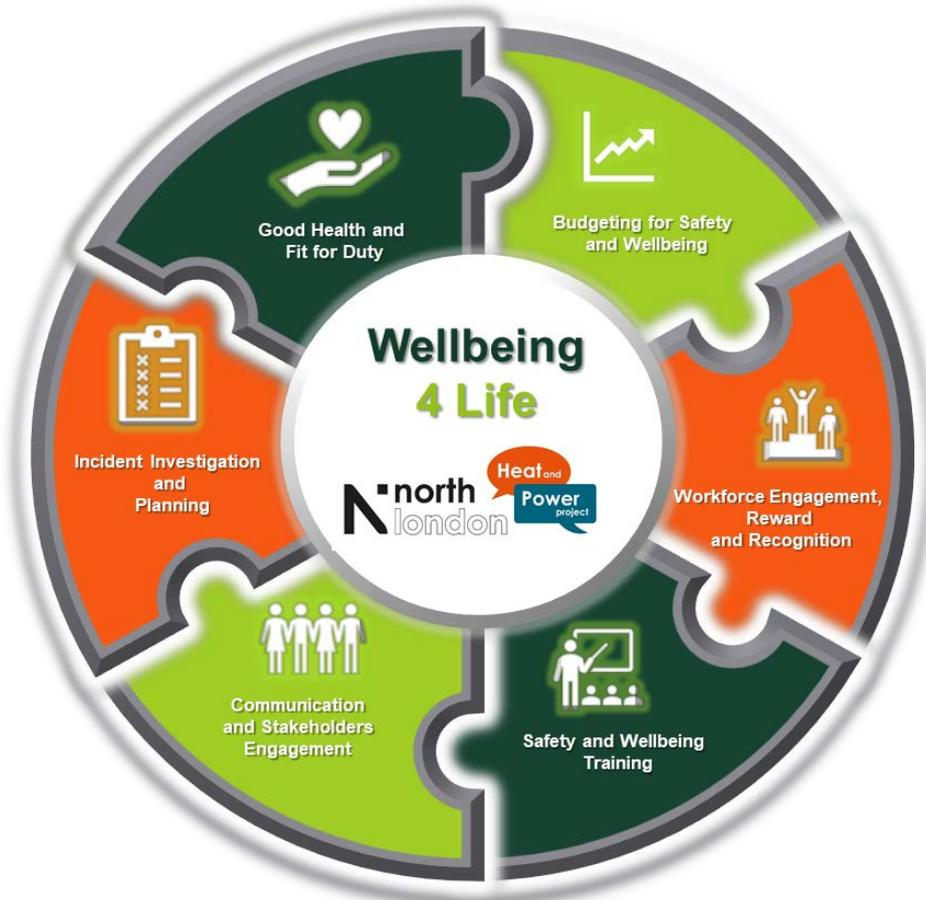 Good Health and
Fit for Duty
Budgeting for Safety
and Wellbeing
Wellbeing
4 Life
north
london
Heat and
Power
project
Incident Investigation
and
Planning
Workforce Engagement,
Reward
and Recognition
Communication
and Stakeholders
Engagement
Safety and Wellbeing
Training